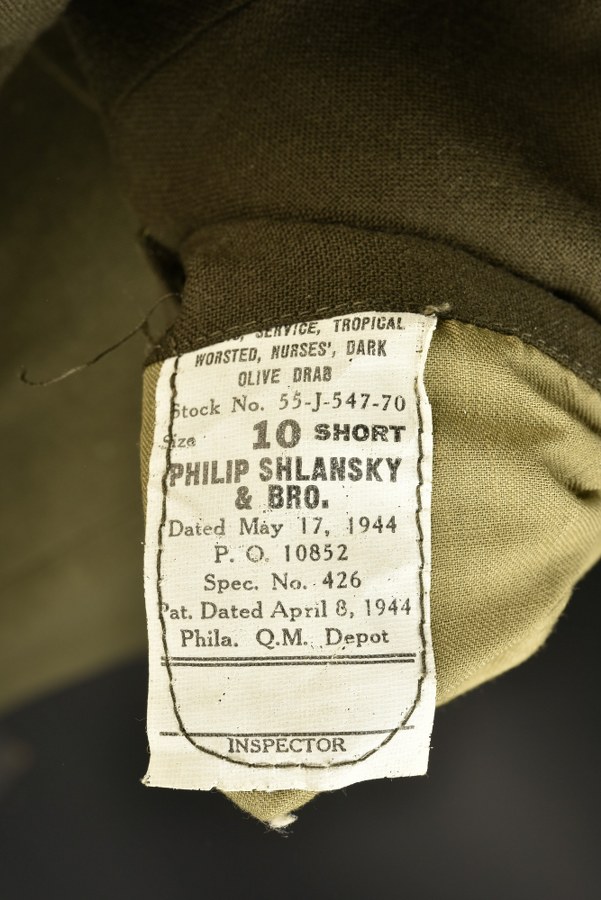 SERVICE, TROPICAL
WORSTED, NURSES', DARK
OLIVE DRAB
Stock No. 55-J-547-70
Size 10 SHORT
PHILIP SHLANSKY
& BRO.
Dated May 17, 1944
P. O. 10852
Spec. No. 426
Pat. Dated April 8, 1944
Phila. Q.M. Depot
INSPECTOR